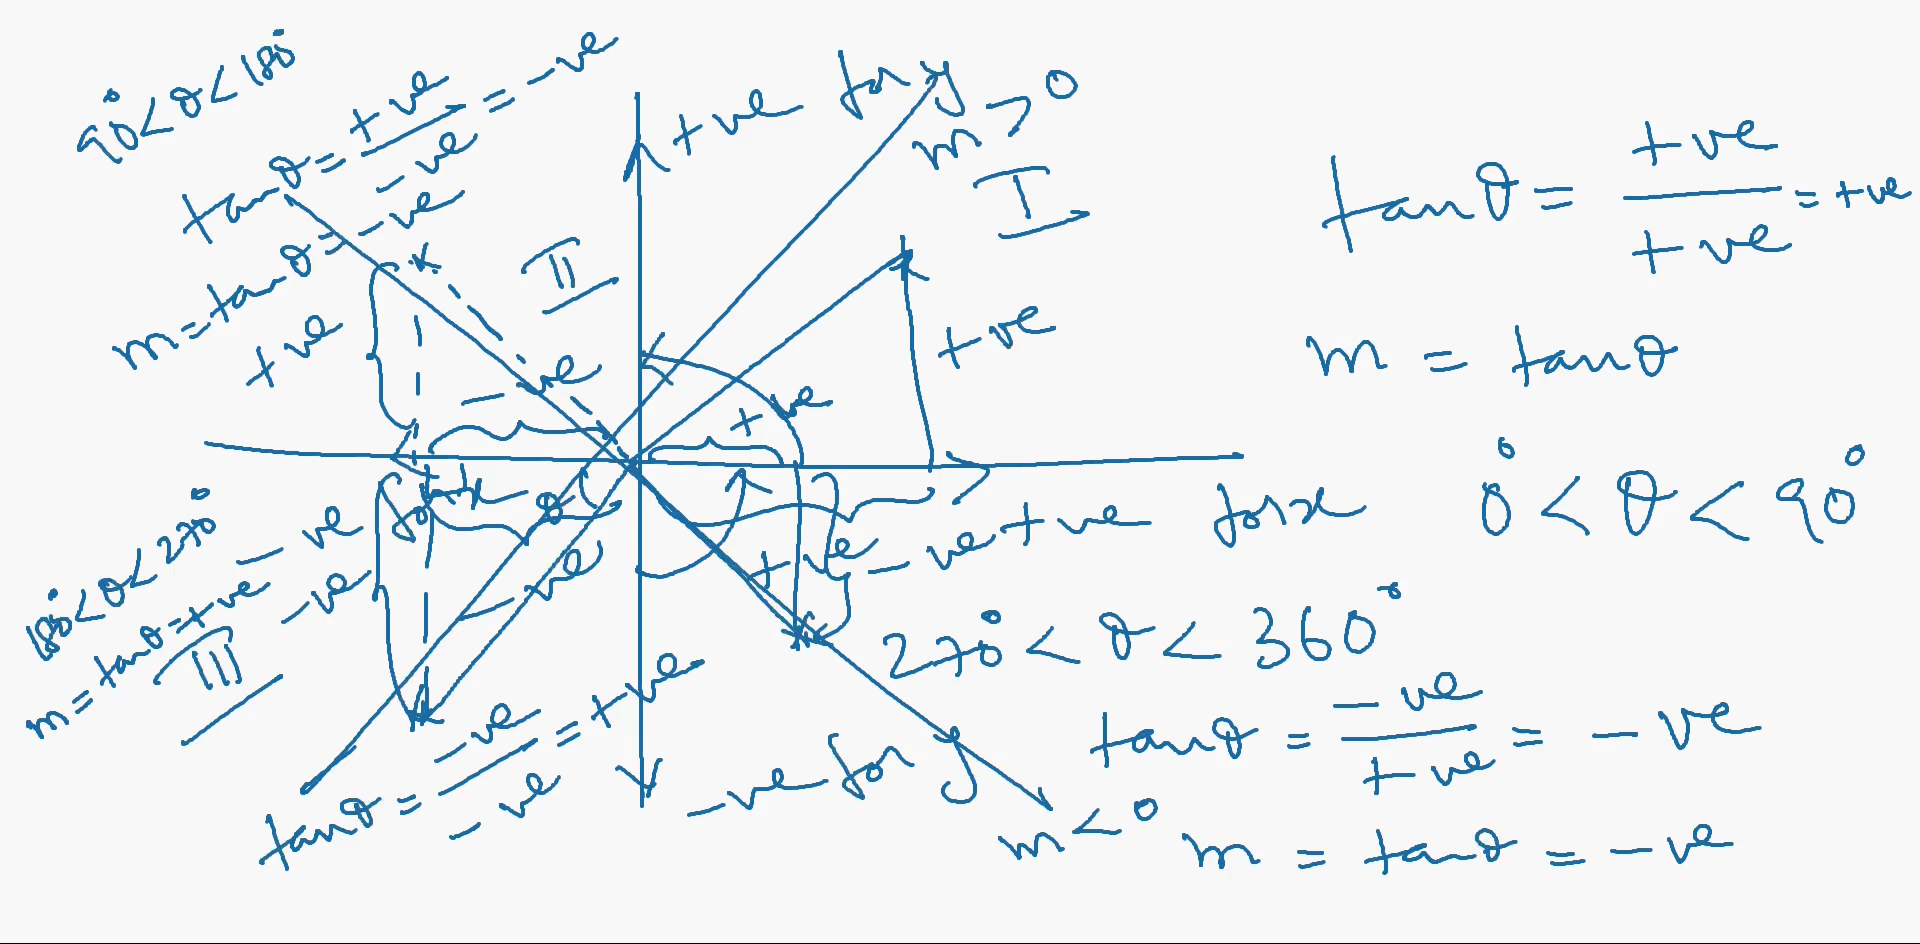 90° < θ < 180°
tanθ = +ve / -ve = -ve
m = tanθ = -ve
+ve
II
-ve
+ve for y
m > 0
I
+ve
+ve
tanθ = +ve / +ve = +ve
m = tanθ
0° < θ < 90°
+ve for x
-ve for x
180° < θ < 270°
m = tanθ = +ve
III
-ve
-ve
tanθ = -ve / -ve = +ve
+ve
-ve
270° < θ < 360°
tanθ = -ve / +ve = -ve
-ve for y
m < 0
m = tanθ = -ve